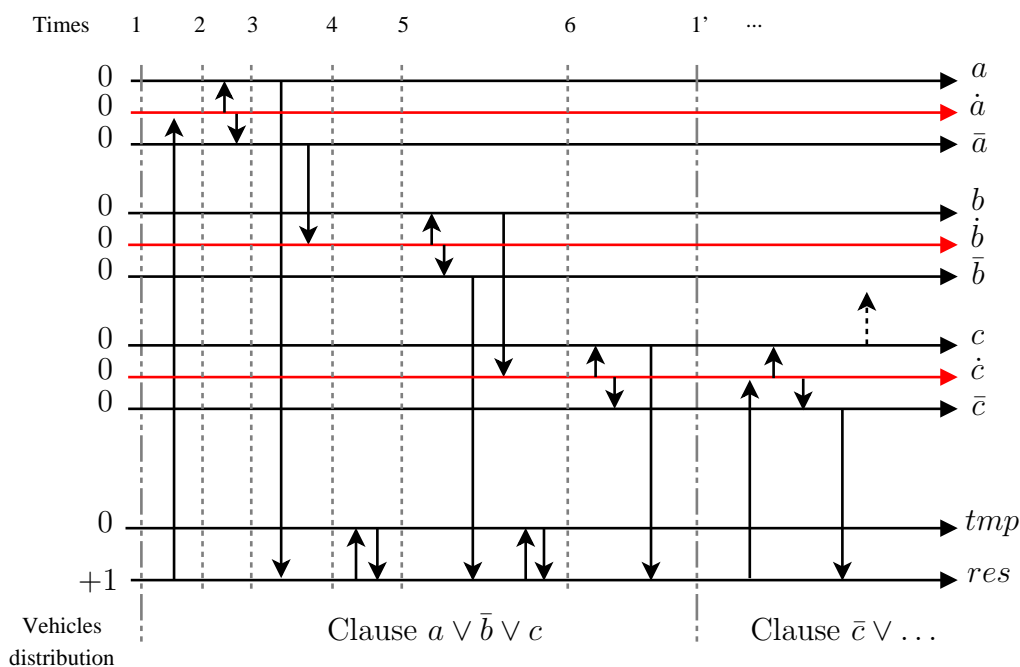 Times 1 2 3 4 5 6 1' ...
0 a
0 ȧ
0 ā
0 b
0 ḃ
0 b̄
0 c
0 ċ
0 c̄
0 tmp
+1 res
Vehicles
distribution
Clause a ∨ b̄ ∨ c
Clause c̄ ∨ ...